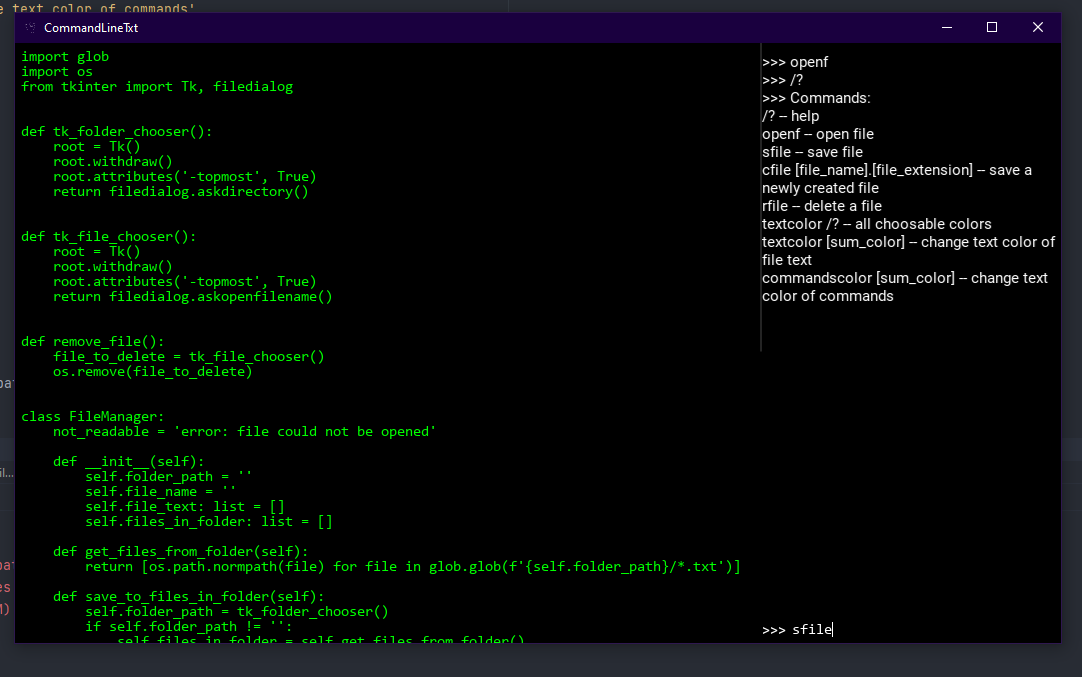 e text color of commands'
CommandLineTxt
import glob
import os
from tkinter import Tk, filedialog
def tk_folder_chooser():
    root = Tk()
    root.withdraw()
    root.attributes('-topmost', True)
    return filedialog.askdirectory()
def tk_file_chooser():
    root = Tk()
    root.withdraw()
    root.attributes('-topmost', True)
    return filedialog.askopenfilename()
def remove_file():
    file_to_delete = tk_file_chooser()
    os.remove(file_to_delete)
class FileManager:
    not_readable = 'error: file could not be opened'
    def __init__(self):
        self.folder_path = ''
        self.file_name = ''
        self.file_text: list = []
        self.files_in_folder: list = []
    def get_files_from_folder(self):
        return [os.path.normpath(file) for file in glob.glob(f'{self.folder_path}/*.txt')]
    def save_to_files_in_folder(self):
        self.folder_path = tk_folder_chooser()
        if self.folder_path != '':
            self.files_in_folder = self.get_files_from_folder()
>>> openf
>>> /?
>>> Commands:
/? -- help
openf -- open file
sfile -- save file
cfile [file_name].[file_extension] -- save a
newly created file
rfile -- delete a file
textcolor /? -- all choosable colors
textcolor [sum_color] -- change text color of
file text
commandscolor [sum_color] -- change text
color of commands
>>> sfile